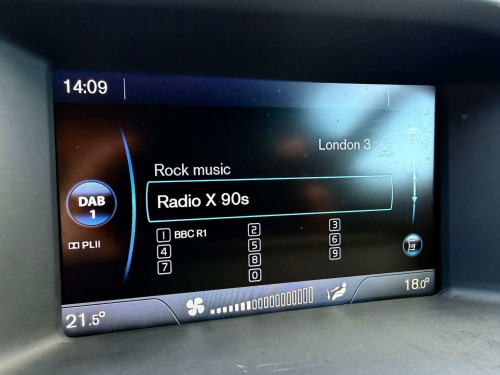 14:09
London 3
Rock music
DAB
1
Radio X 90s
1 BBC R1 2 3
4 5 6
7 8 9
0
PLII
21.5° 18.0°